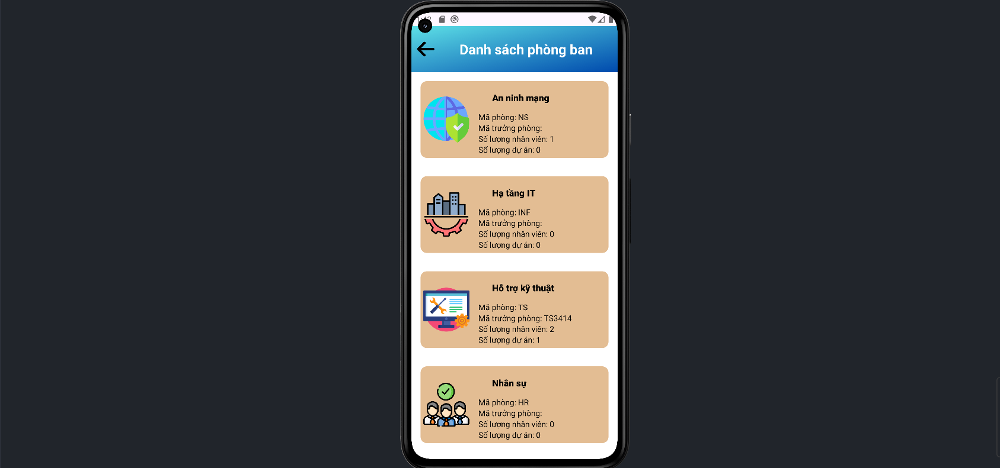 Danh sách phòng ban
An ninh mạng
Mã phòng: NS
Mã trưởng phòng:
Số lượng nhân viên: 1
Số lượng dự án: 0
Hạ tầng IT
Mã phòng: INF
Mã trưởng phòng:
Số lượng nhân viên: 0
Số lượng dự án: 0
Hỗ trợ kỹ thuật
Mã phòng: TS
Mã trưởng phòng: TS3414
Số lượng nhân viên: 2
Số lượng dự án: 1
Nhân sự
Mã phòng: HR
Mã trưởng phòng:
Số lượng nhân viên: 0
Số lượng dự án: 0